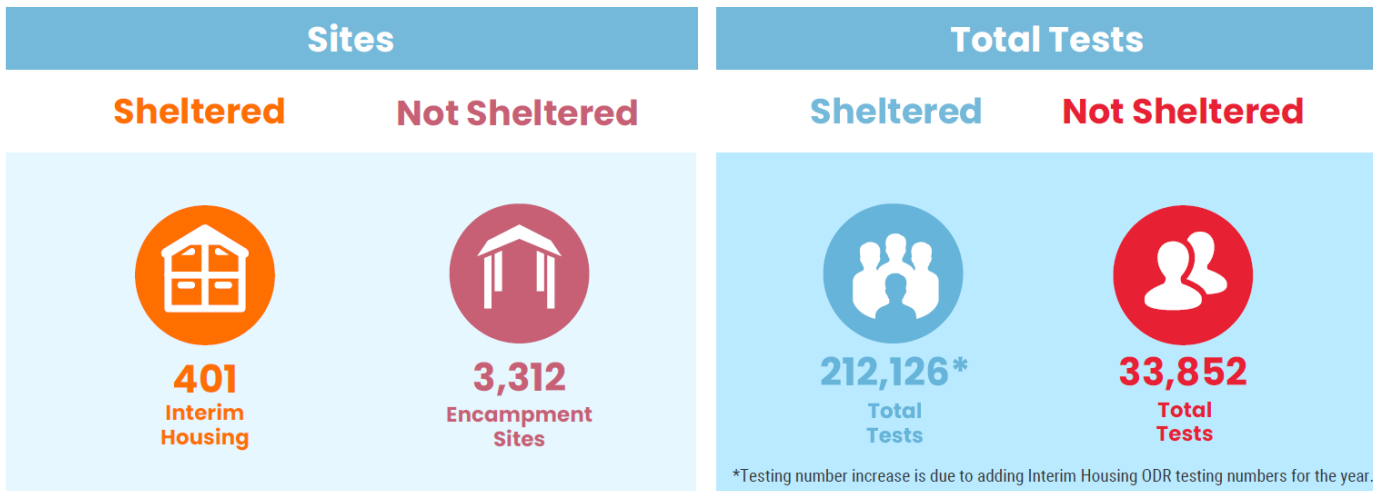 Sites
Sheltered
Not Sheltered
401
Interim
Housing
3,312
Encampment
Sites
Total Tests
Sheltered
Not Sheltered
212,126*
Total
Tests
33,852
Total
Tests
*Testing number increase is due to adding Interim Housing ODR testing numbers for the year.